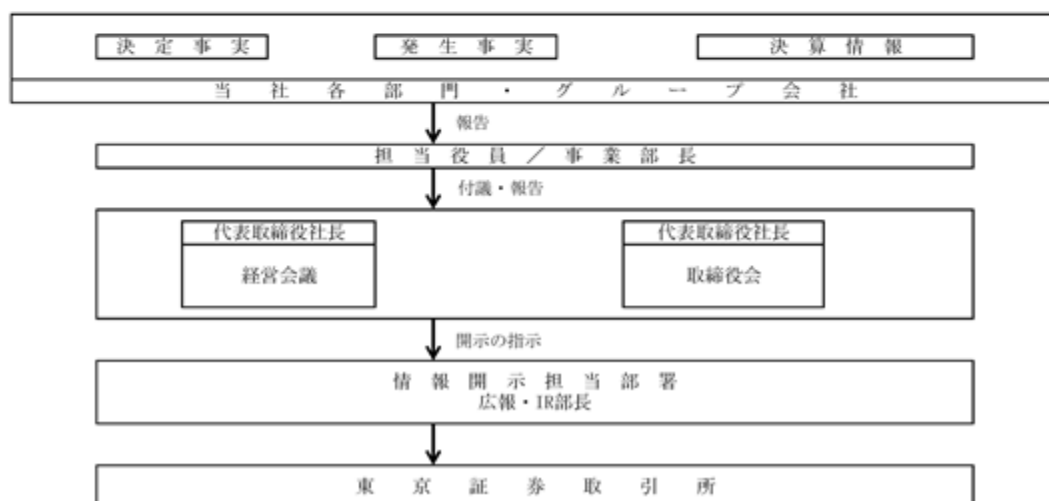 決定事実 発生事実 決算情報
当社各部門・グループ会社
報告
担当役員／事業部長
付議・報告
代表取締役社長 代表取締役社長
経営会議 取締役会
開示の指示
情報開示担当部署
広報・IR部長
東京証券取引所